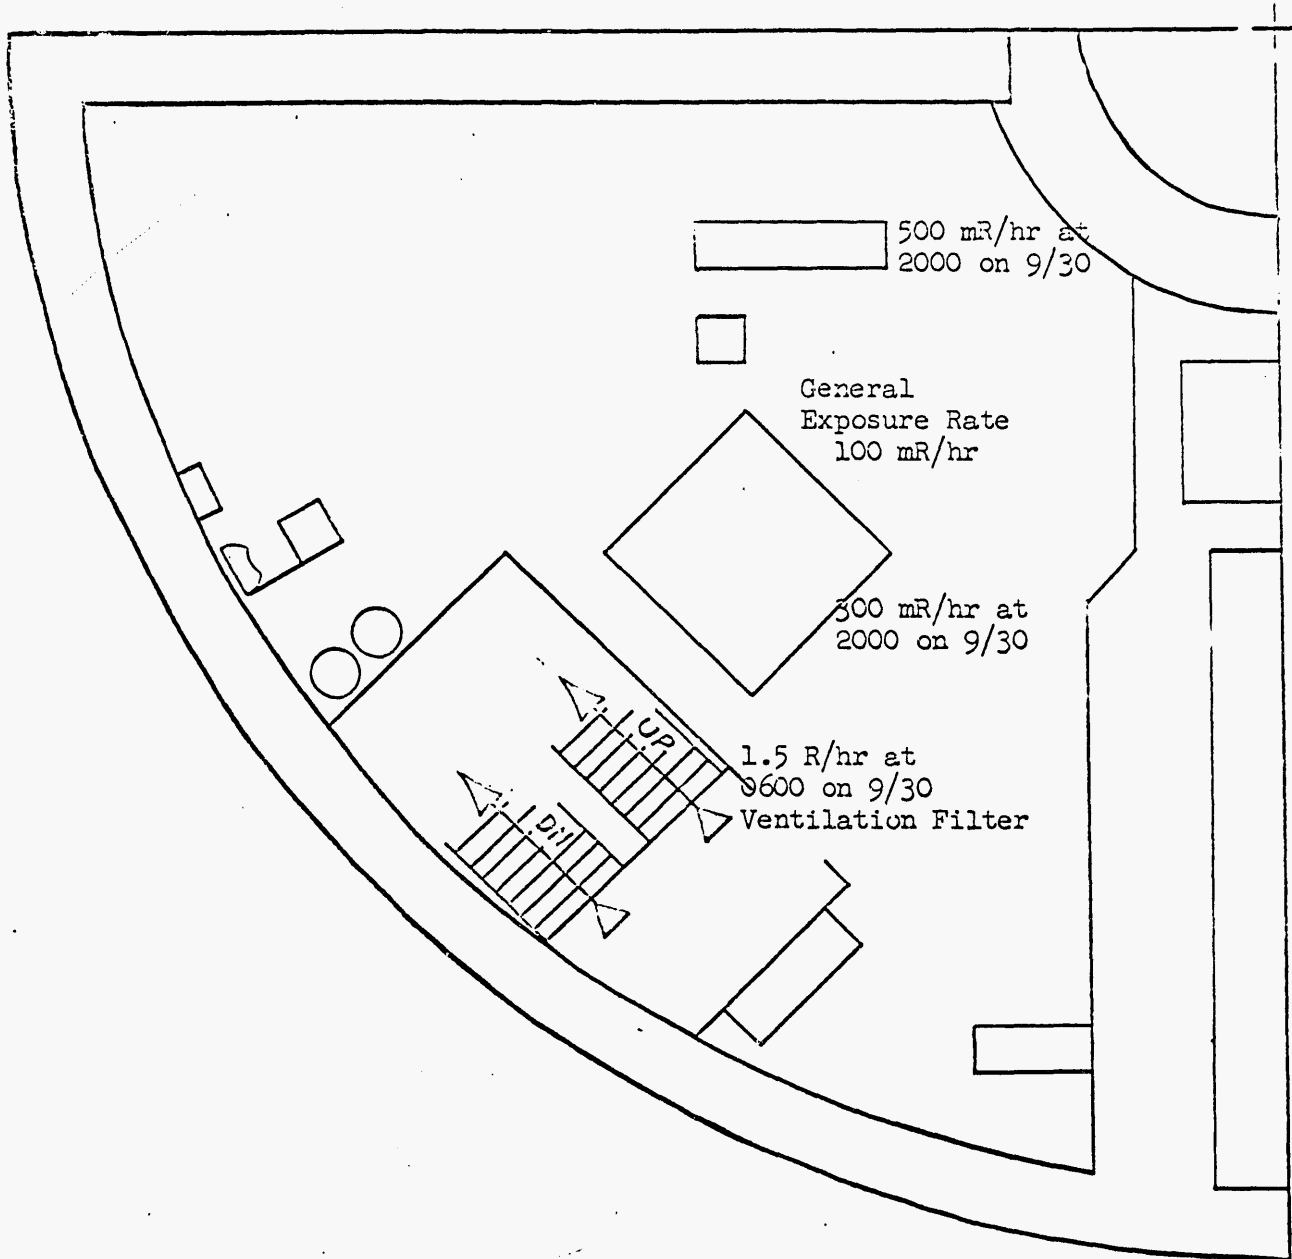 500 mR/hr at
2000 on 9/30
General
Exposure Rate
100 mR/hr
300 mR/hr at
2000 on 9/30
UP
1.5 R/hr at
0600 on 9/30
Ventilation Filter
DN